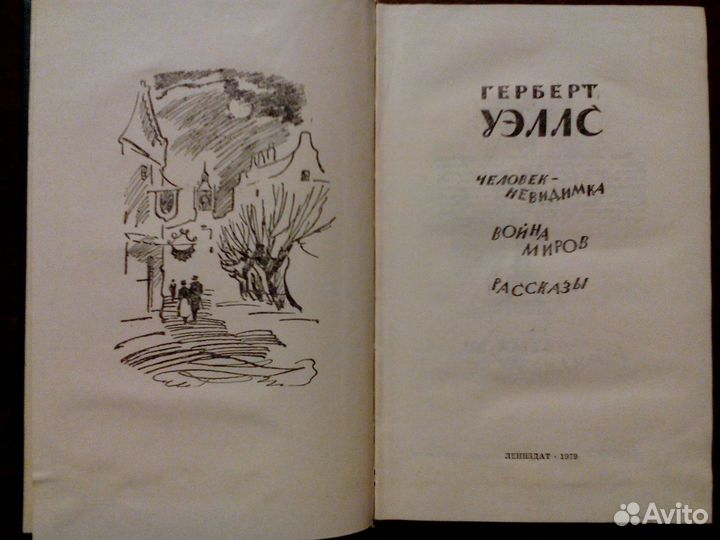 ГЕРБЕРТ
УЭЛЛС
ЧЕЛОВЕК-
НЕВИДИМКА
ВОЙНА
МИРОВ
РАССКАЗЫ
ЛЕНИЗДАТ · 1979
Avito